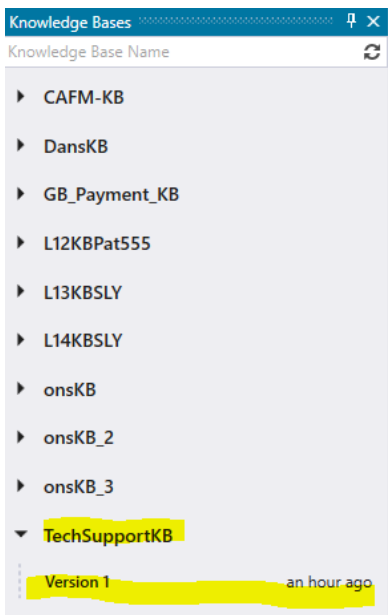 Knowledge Bases
Knowledge Base Name
CAFM-KB
DansKB
GB_Payment_KB
L12KBPat555
L13KBSLY
L14KBSLY
onsKB
onsKB_2
onsKB_3
TechSupportKB
Version 1 an hour ago